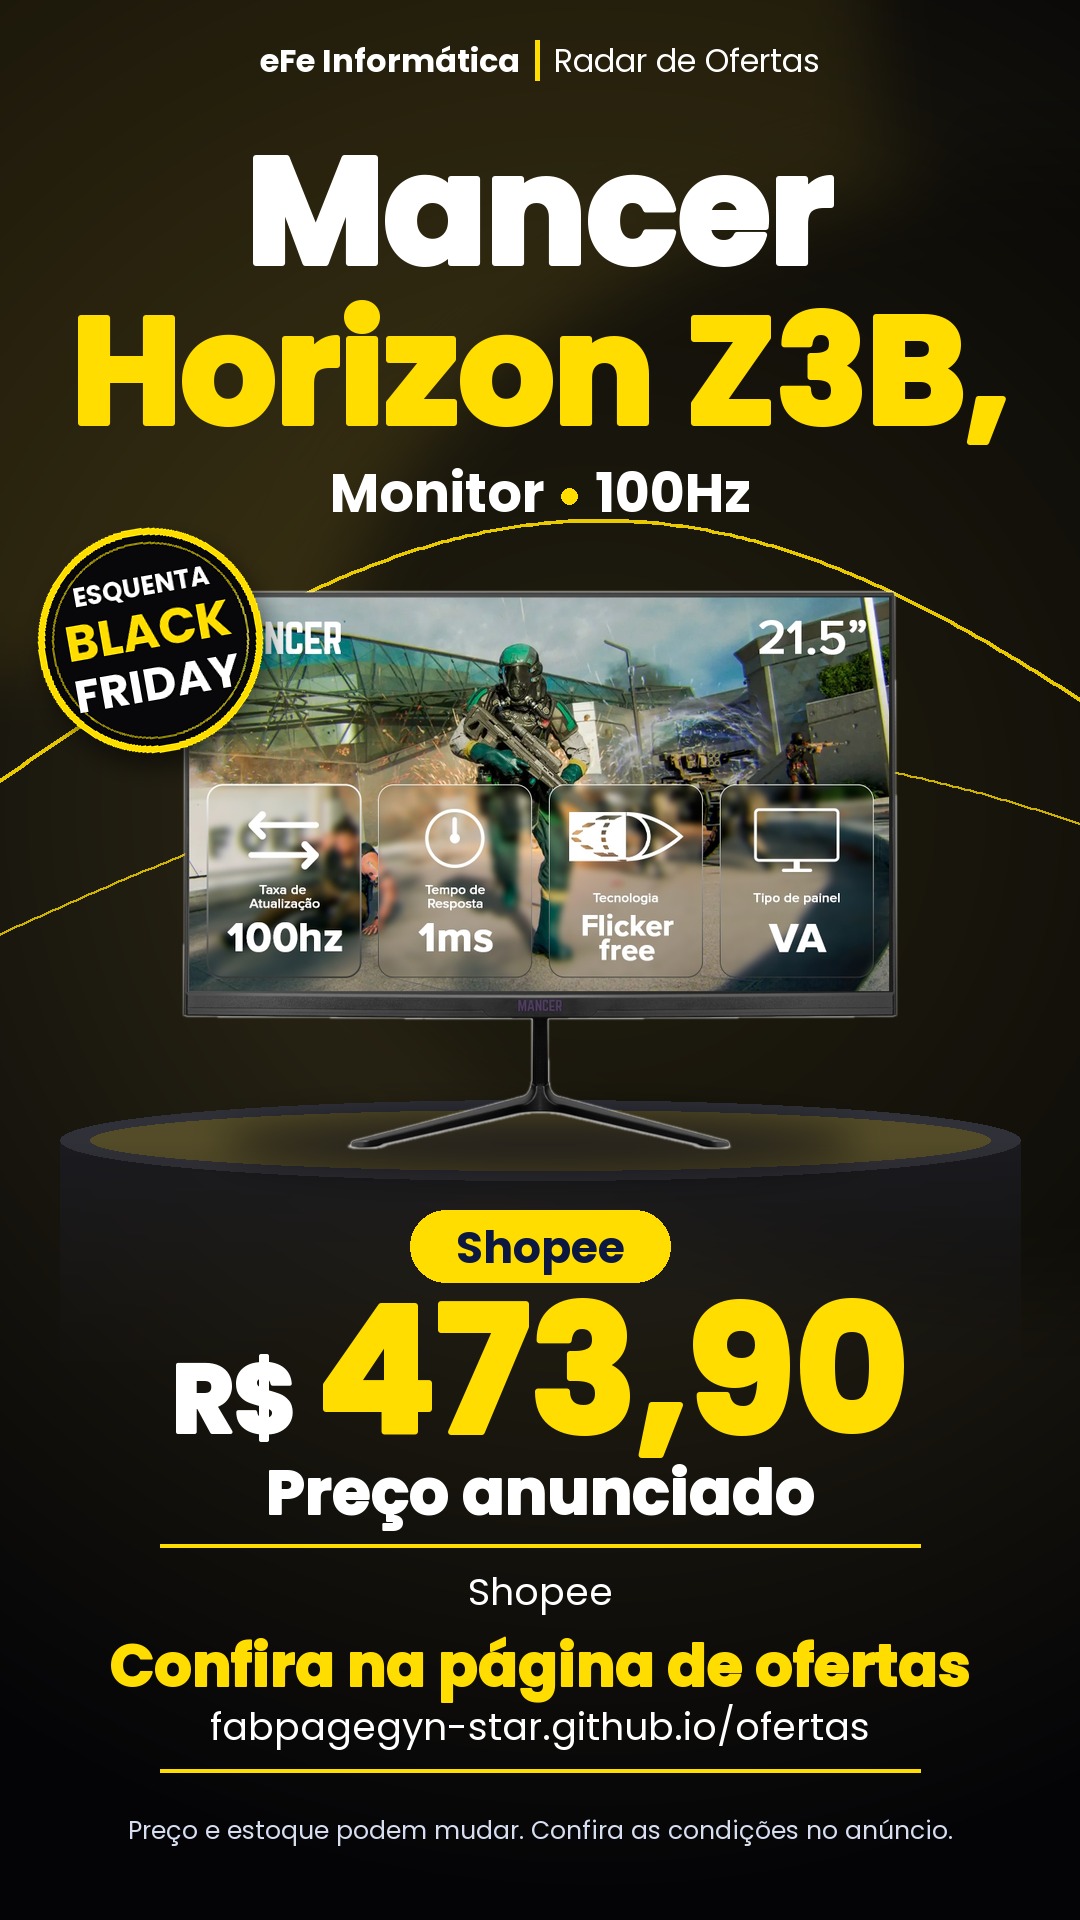 eFe Informática | Radar de Ofertas
Mancer
Horizon Z3B,
Monitor • 100Hz
ESQUENTA
BLACK
FRIDAY
NCER
21.5”
Taxa de
Atualização
100hz
Tempo de
Resposta
1ms
Tecnologia
Flicker
free
Tipo de painel
VA
MANCER
Shopee
R$ 473,90
Preço anunciado
Shopee
Confira na página de ofertas
fabpagegyn-star.github.io/ofertas
Preço e estoque podem mudar. Confira as condições no anúncio.